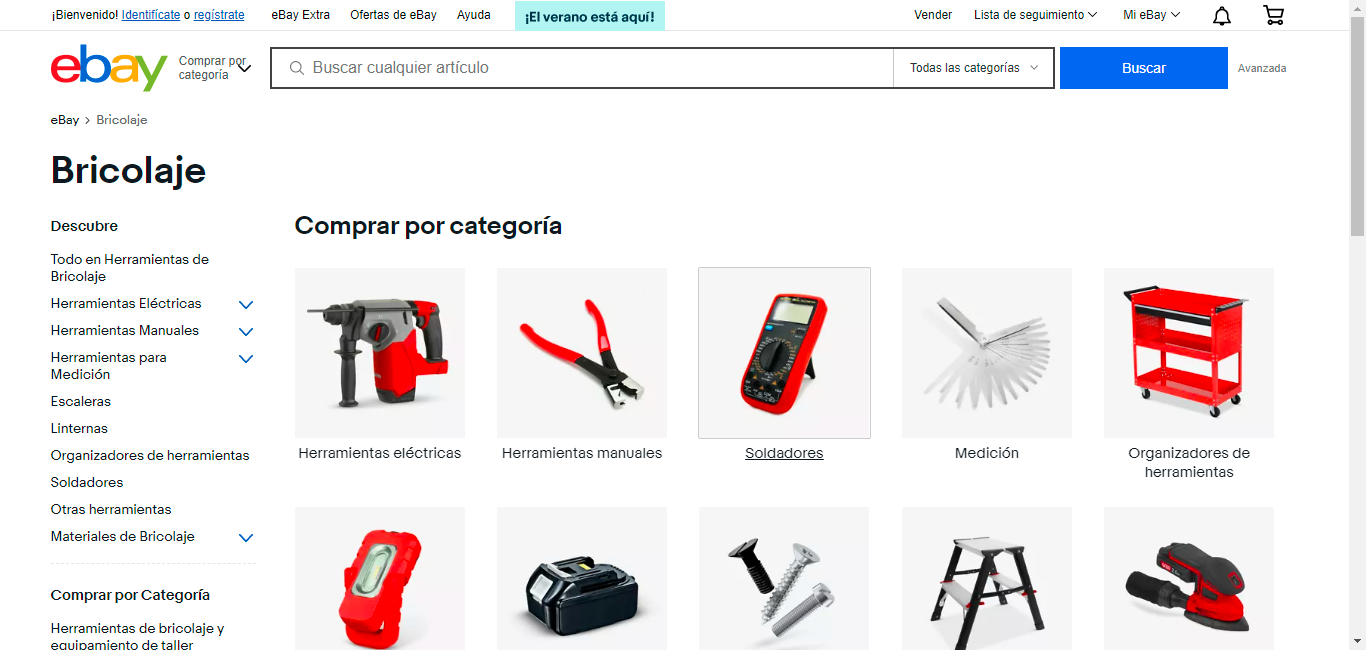 ¡Bienvenido! Identifícate o regístrate
eBay Extra
Ofertas de eBay
Ayuda
¡El verano está aquí!
Vender
Lista de seguimiento
Mi eBay
ebay
Comprar por
categoría
Buscar cualquier artículo
Todas las categorías
Buscar
Avanzada
eBay
Bricolaje
Bricolaje
Descubre
Todo en Herramientas de
Bricolaje
Herramientas Eléctricas
Herramientas Manuales
Herramientas para
Medición
Escaleras
Linternas
Organizadores de herramientas
Soldadores
Otras herramientas
Materiales de Bricolaje
Comprar por Categoría
Herramientas de bricolaje y
equipamiento de taller
Comprar por categoría
Herramientas eléctricas
Herramientas manuales
Soldadores
Medición
Organizadores de
herramientas